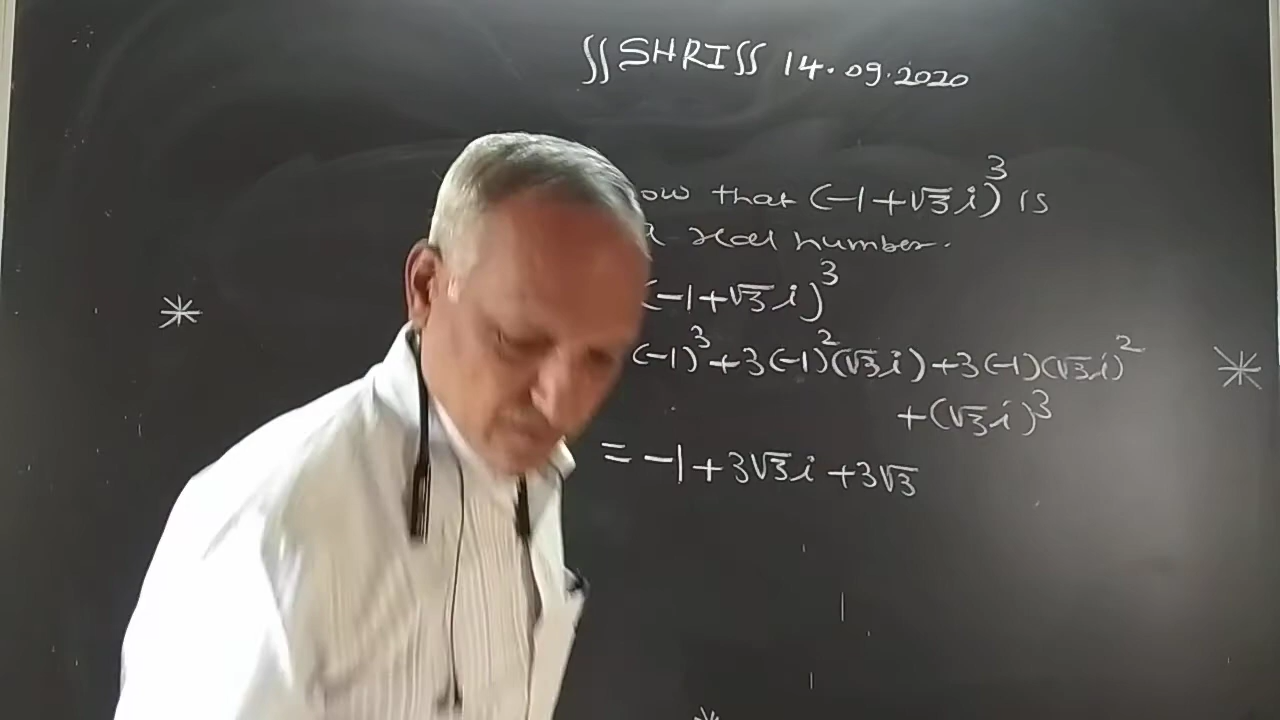 ∫∫ SHRI ∫∫ 14.09.2020
ow that (-1+√3 i)³ is
a real number.
(-1+√3 i)³
(-1)³+3(-1)²(√3 i)+3(-1)(√3 i)²
+(√3 i)³
= -1+3√3 i +3√3